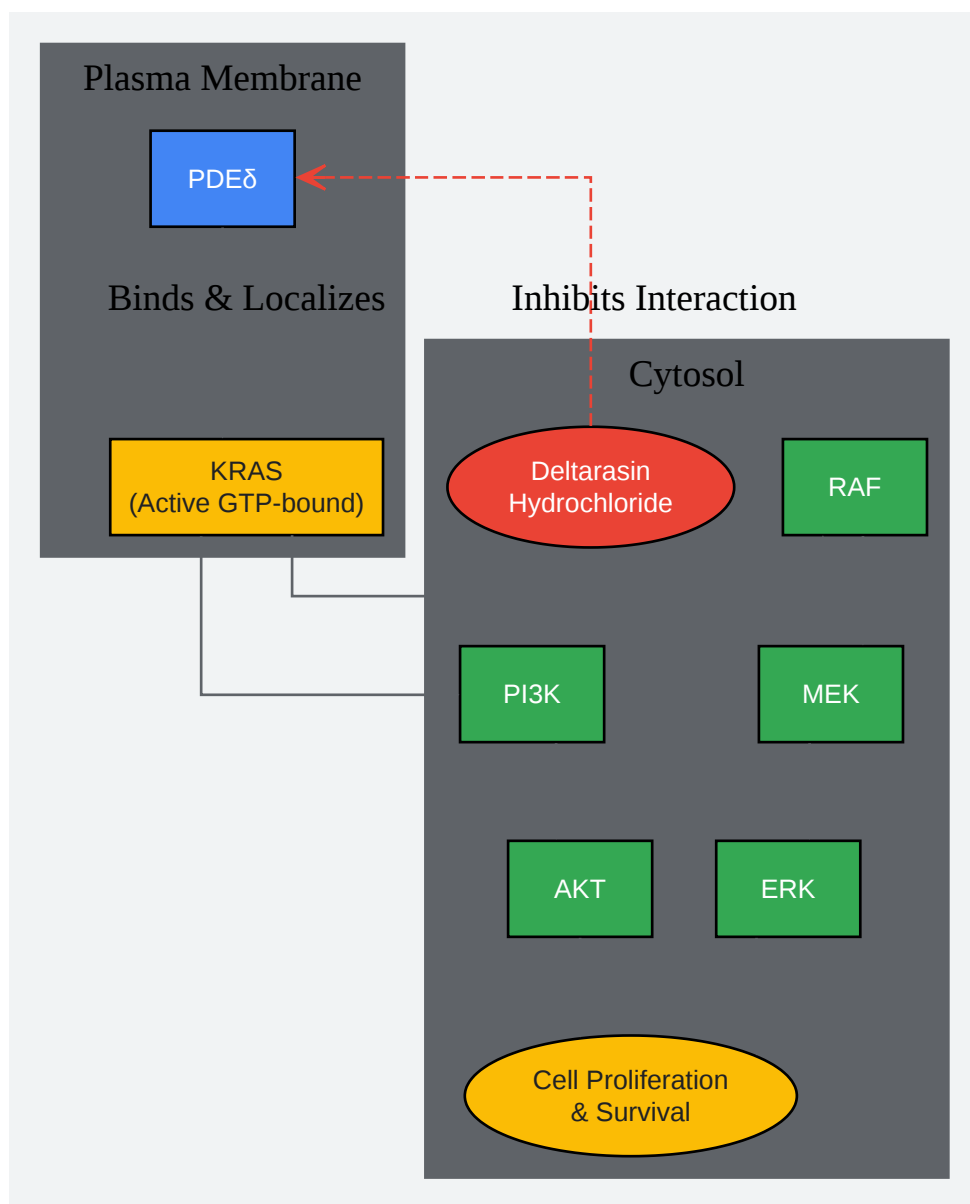 Plasma Membrane
PDEδ
Binds & Localizes
Inhibits Interaction
Cytosol
KRAS
(Active GTP-bound)
Deltarasin
Hydrochloride
RAF
PI3K
MEK
AKT
ERK
Cell Proliferation
& Survival